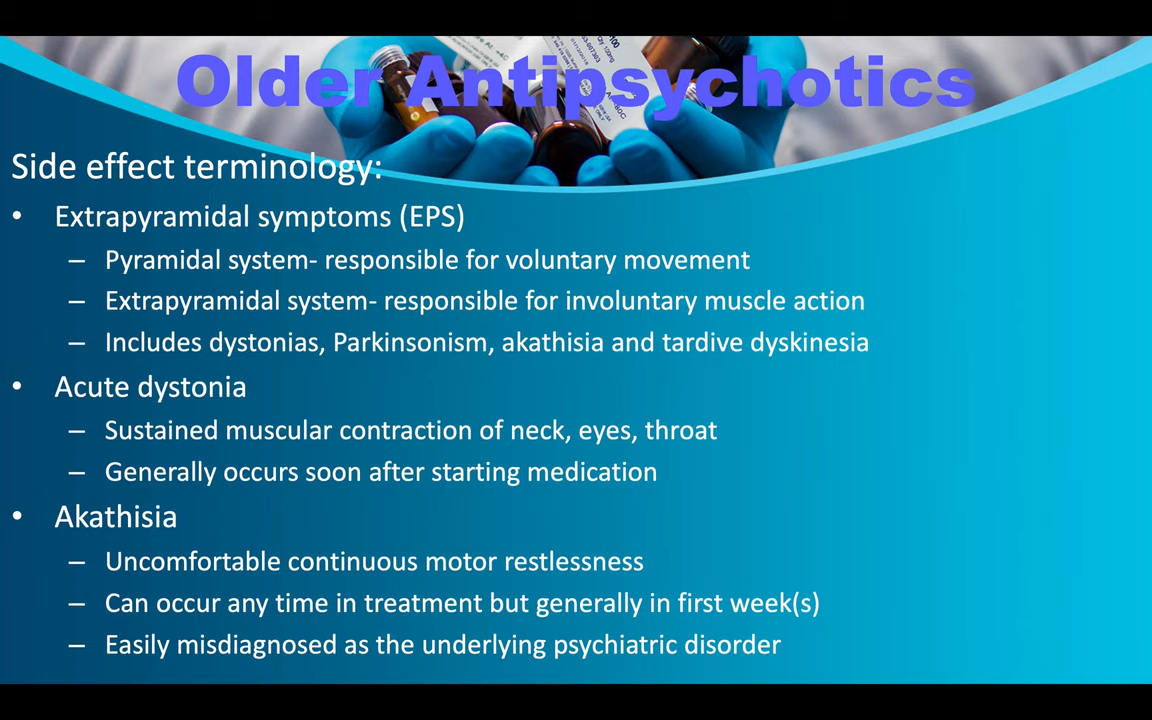 Older Antipsychotics
Side effect terminology:
• Extrapyramidal symptoms (EPS)
– Pyramidal system- responsible for voluntary movement
– Extrapyramidal system- responsible for involuntary muscle action
– Includes dystonias, Parkinsonism, akathisia and tardive dyskinesia
• Acute dystonia
– Sustained muscular contraction of neck, eyes, throat
– Generally occurs soon after starting medication
• Akathisia
– Uncomfortable continuous motor restlessness
– Can occur any time in treatment but generally in first week(s)
– Easily misdiagnosed as the underlying psychiatric disorder